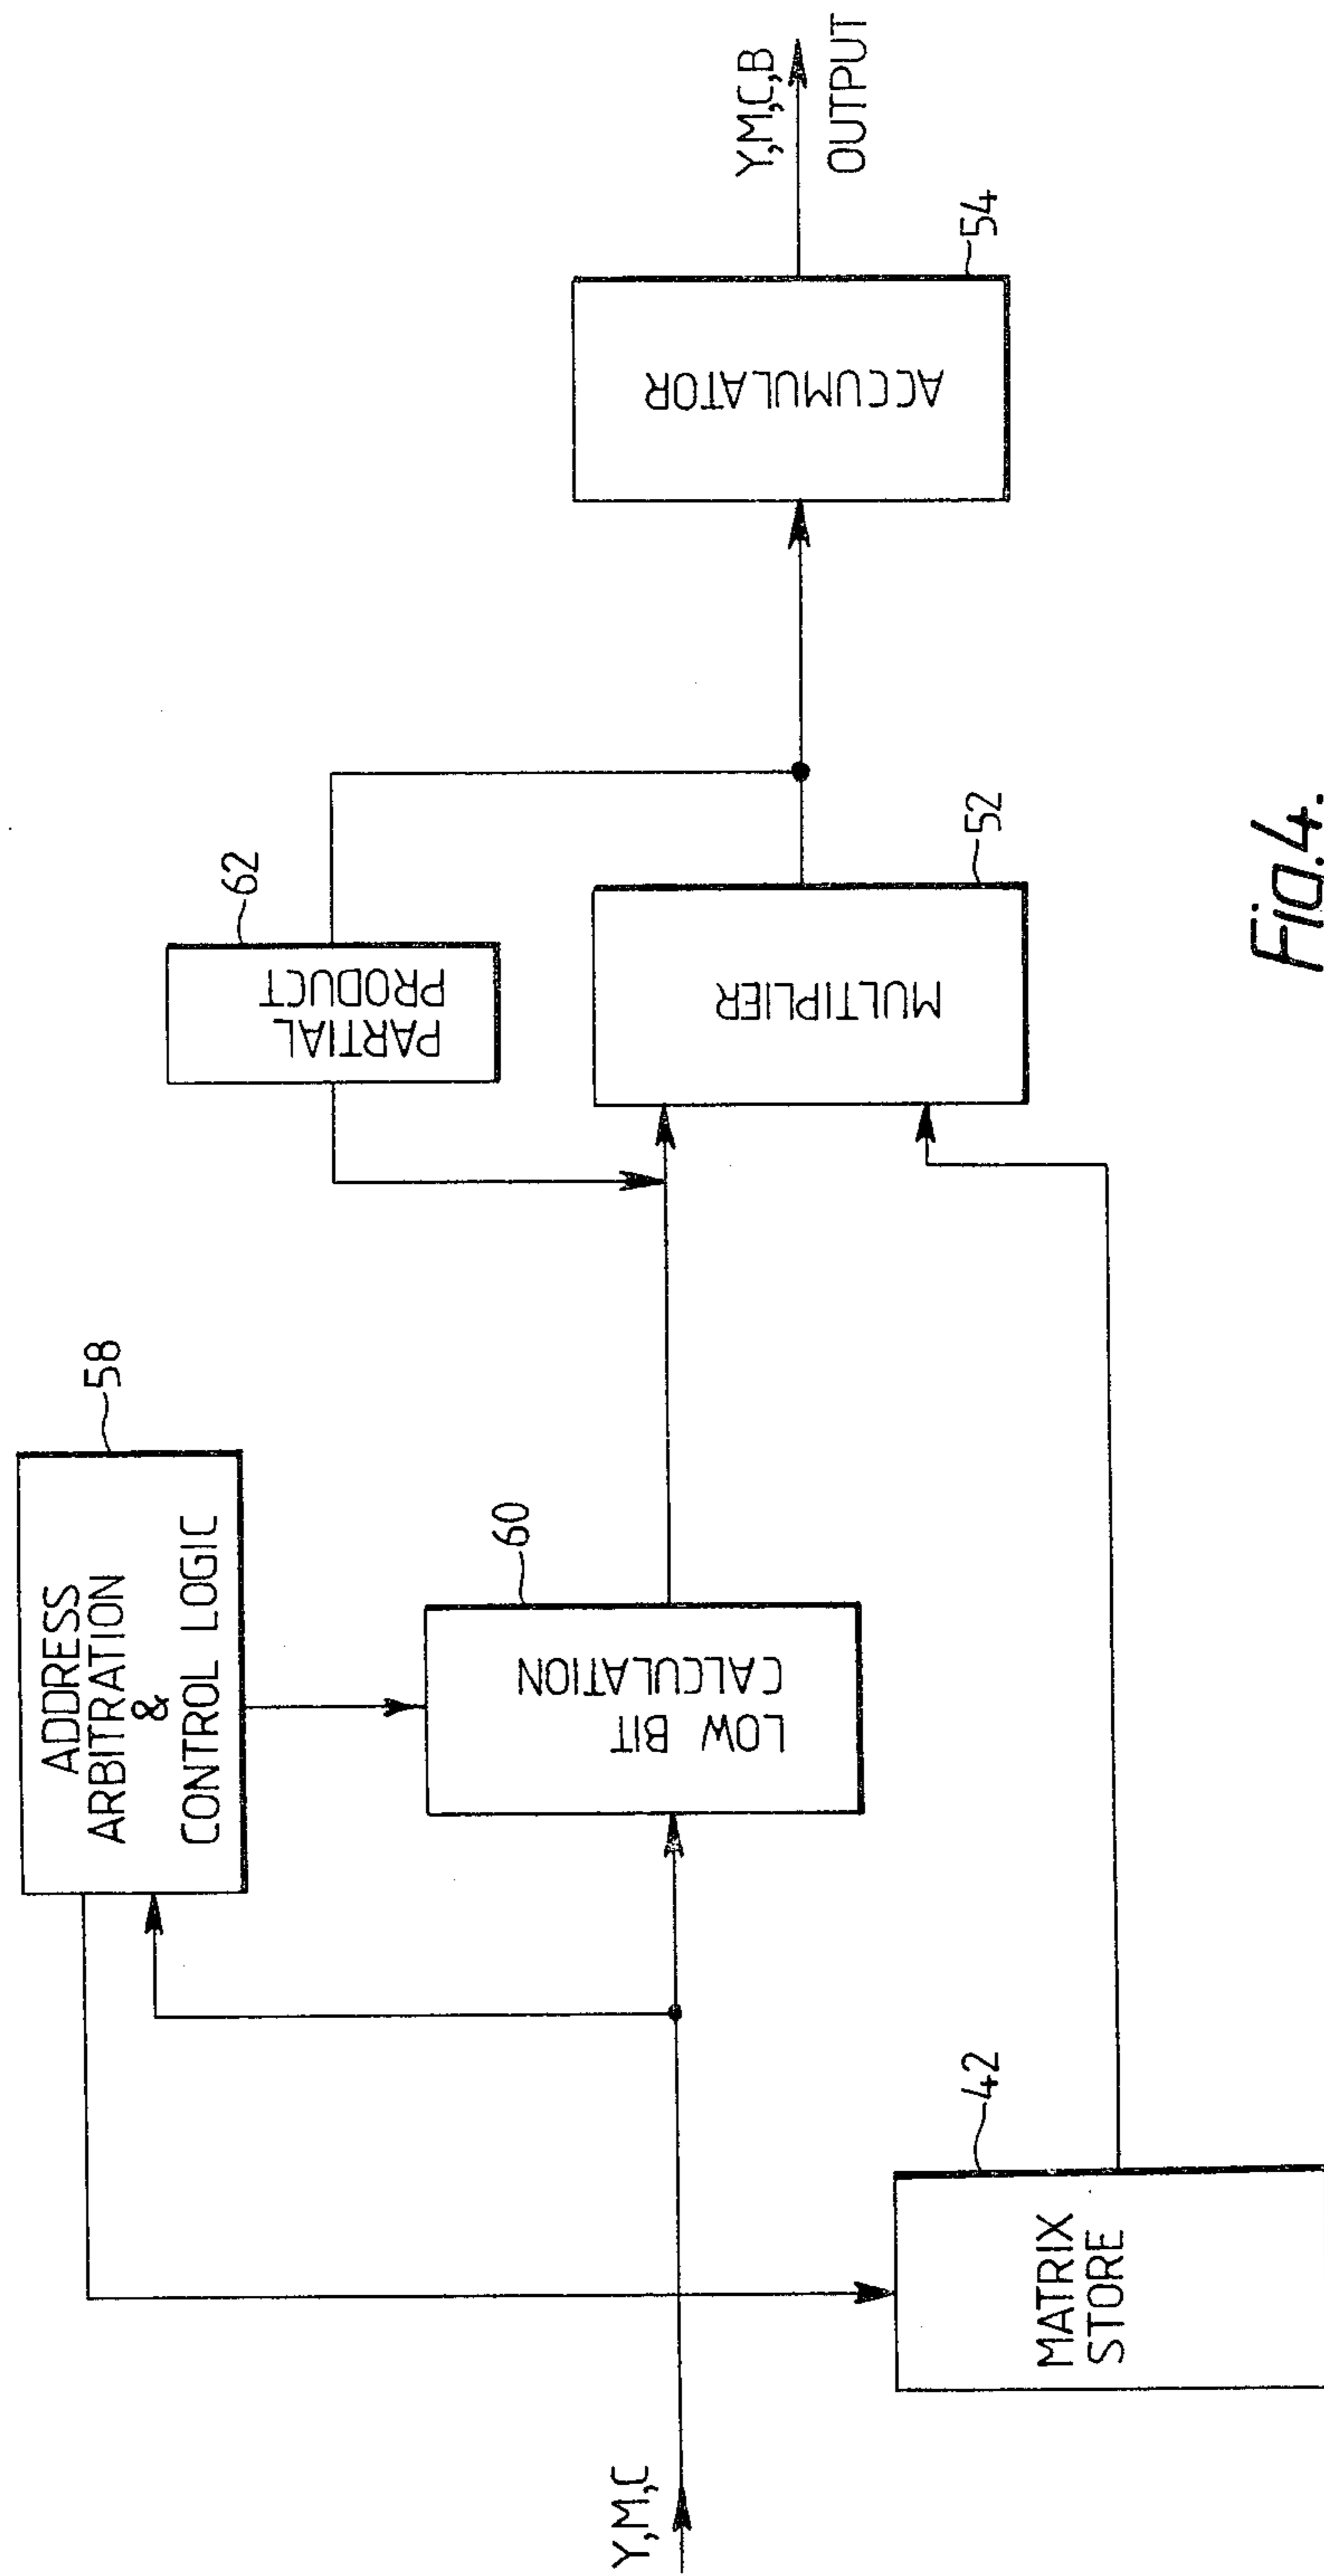 Y,M,C
ADDRESS
ARBITRATION
&
CONTROL LOGIC
58
LOW BIT
CALCULATION
60
MATRIX
STORE
42
PARTIAL
PRODUCT
62
MULTIPLIER
52
ACCUMULATOR
54
Y,M,C,B
OUTPUT
Fig.4.